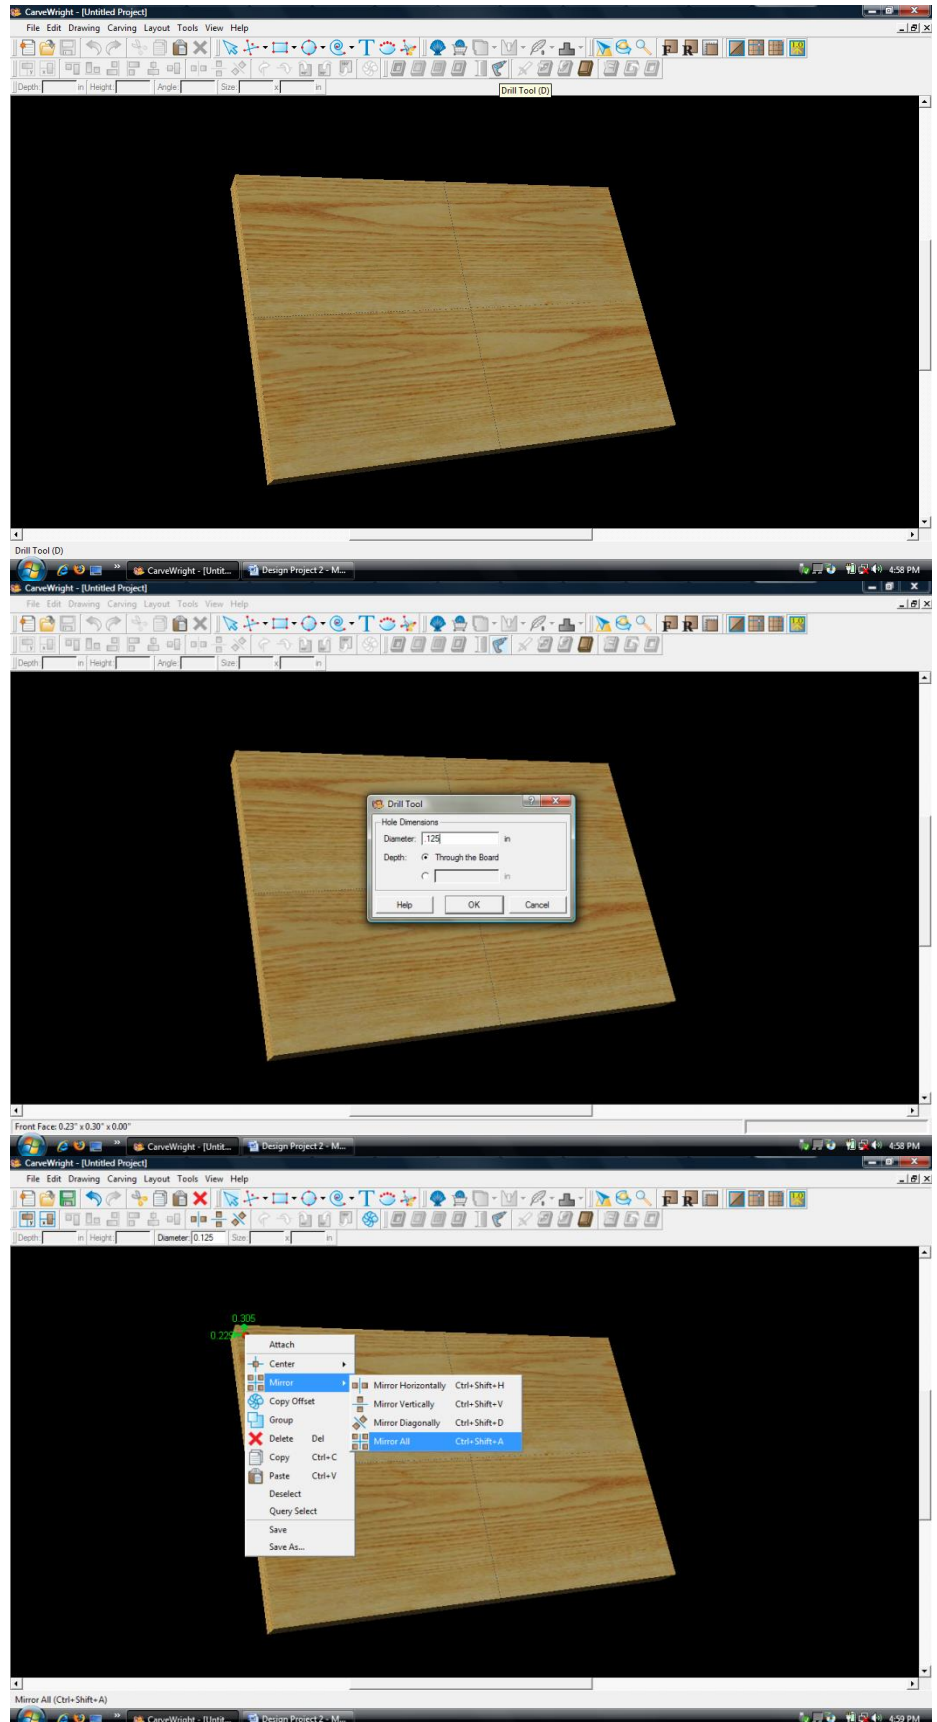 CarveWright - [Untitled Project]
File Edit Drawing Carving Layout Tools View Help
Depth: in Height: Angle: Size: x in
Drill Tool (D)
Drill Tool (D)
CarveWright - [Untit... Design Project 2 - M... 4:58 PM
CarveWright - [Untitled Project]
File Edit Drawing Carving Layout Tools View Help
Depth: in Height: Angle: Size: x in
Drill Tool
Hole Dimensions
Diameter: .125 in
Depth: Through the Board
in
Help OK Cancel
Front Face: 0.23" x 0.30" x 0.00"
CarveWright - [Untit... Design Project 2 - M... 4:58 PM
CarveWright - [Untitled Project]
File Edit Drawing Carving Layout Tools View Help
Depth: in Height: Diameter: 0.125 Size: x in
0.305
Attach
Center
Mirror
Mirror Horizontally Ctrl+Shift+H
Copy Offset
Mirror Vertically Ctrl+Shift+V
Group
Mirror Diagonally Ctrl+Shift+D
Delete Del
Mirror All Ctrl+Shift+A
Copy Ctrl+C
Paste Ctrl+V
Deselect
Query Select
Save
Save As...
Mirror All (Ctrl+Shift+A)
CarveWright - [Untit... Design Project 2 - M... 4:59 PM